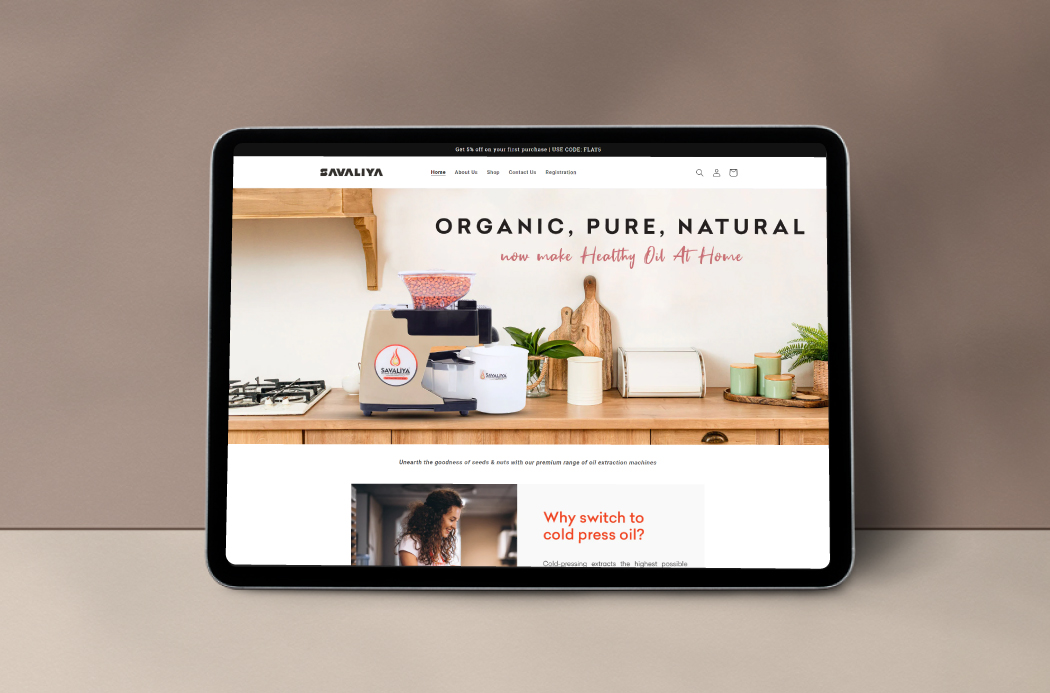 Get 5% off on your first purchase | USE CODE: FLAT5
SAVALIYA
Home About Us Shop Contact Us Registration
ORGANIC, PURE, NATURAL
now make Healthy Oil At Home
SAVALIYA
SAVALIYA
Unearth the goodness of seeds & nuts with our premium range of oil extraction machines
Why switch to
cold press oil?
Cold-pressing extracts the highest possible